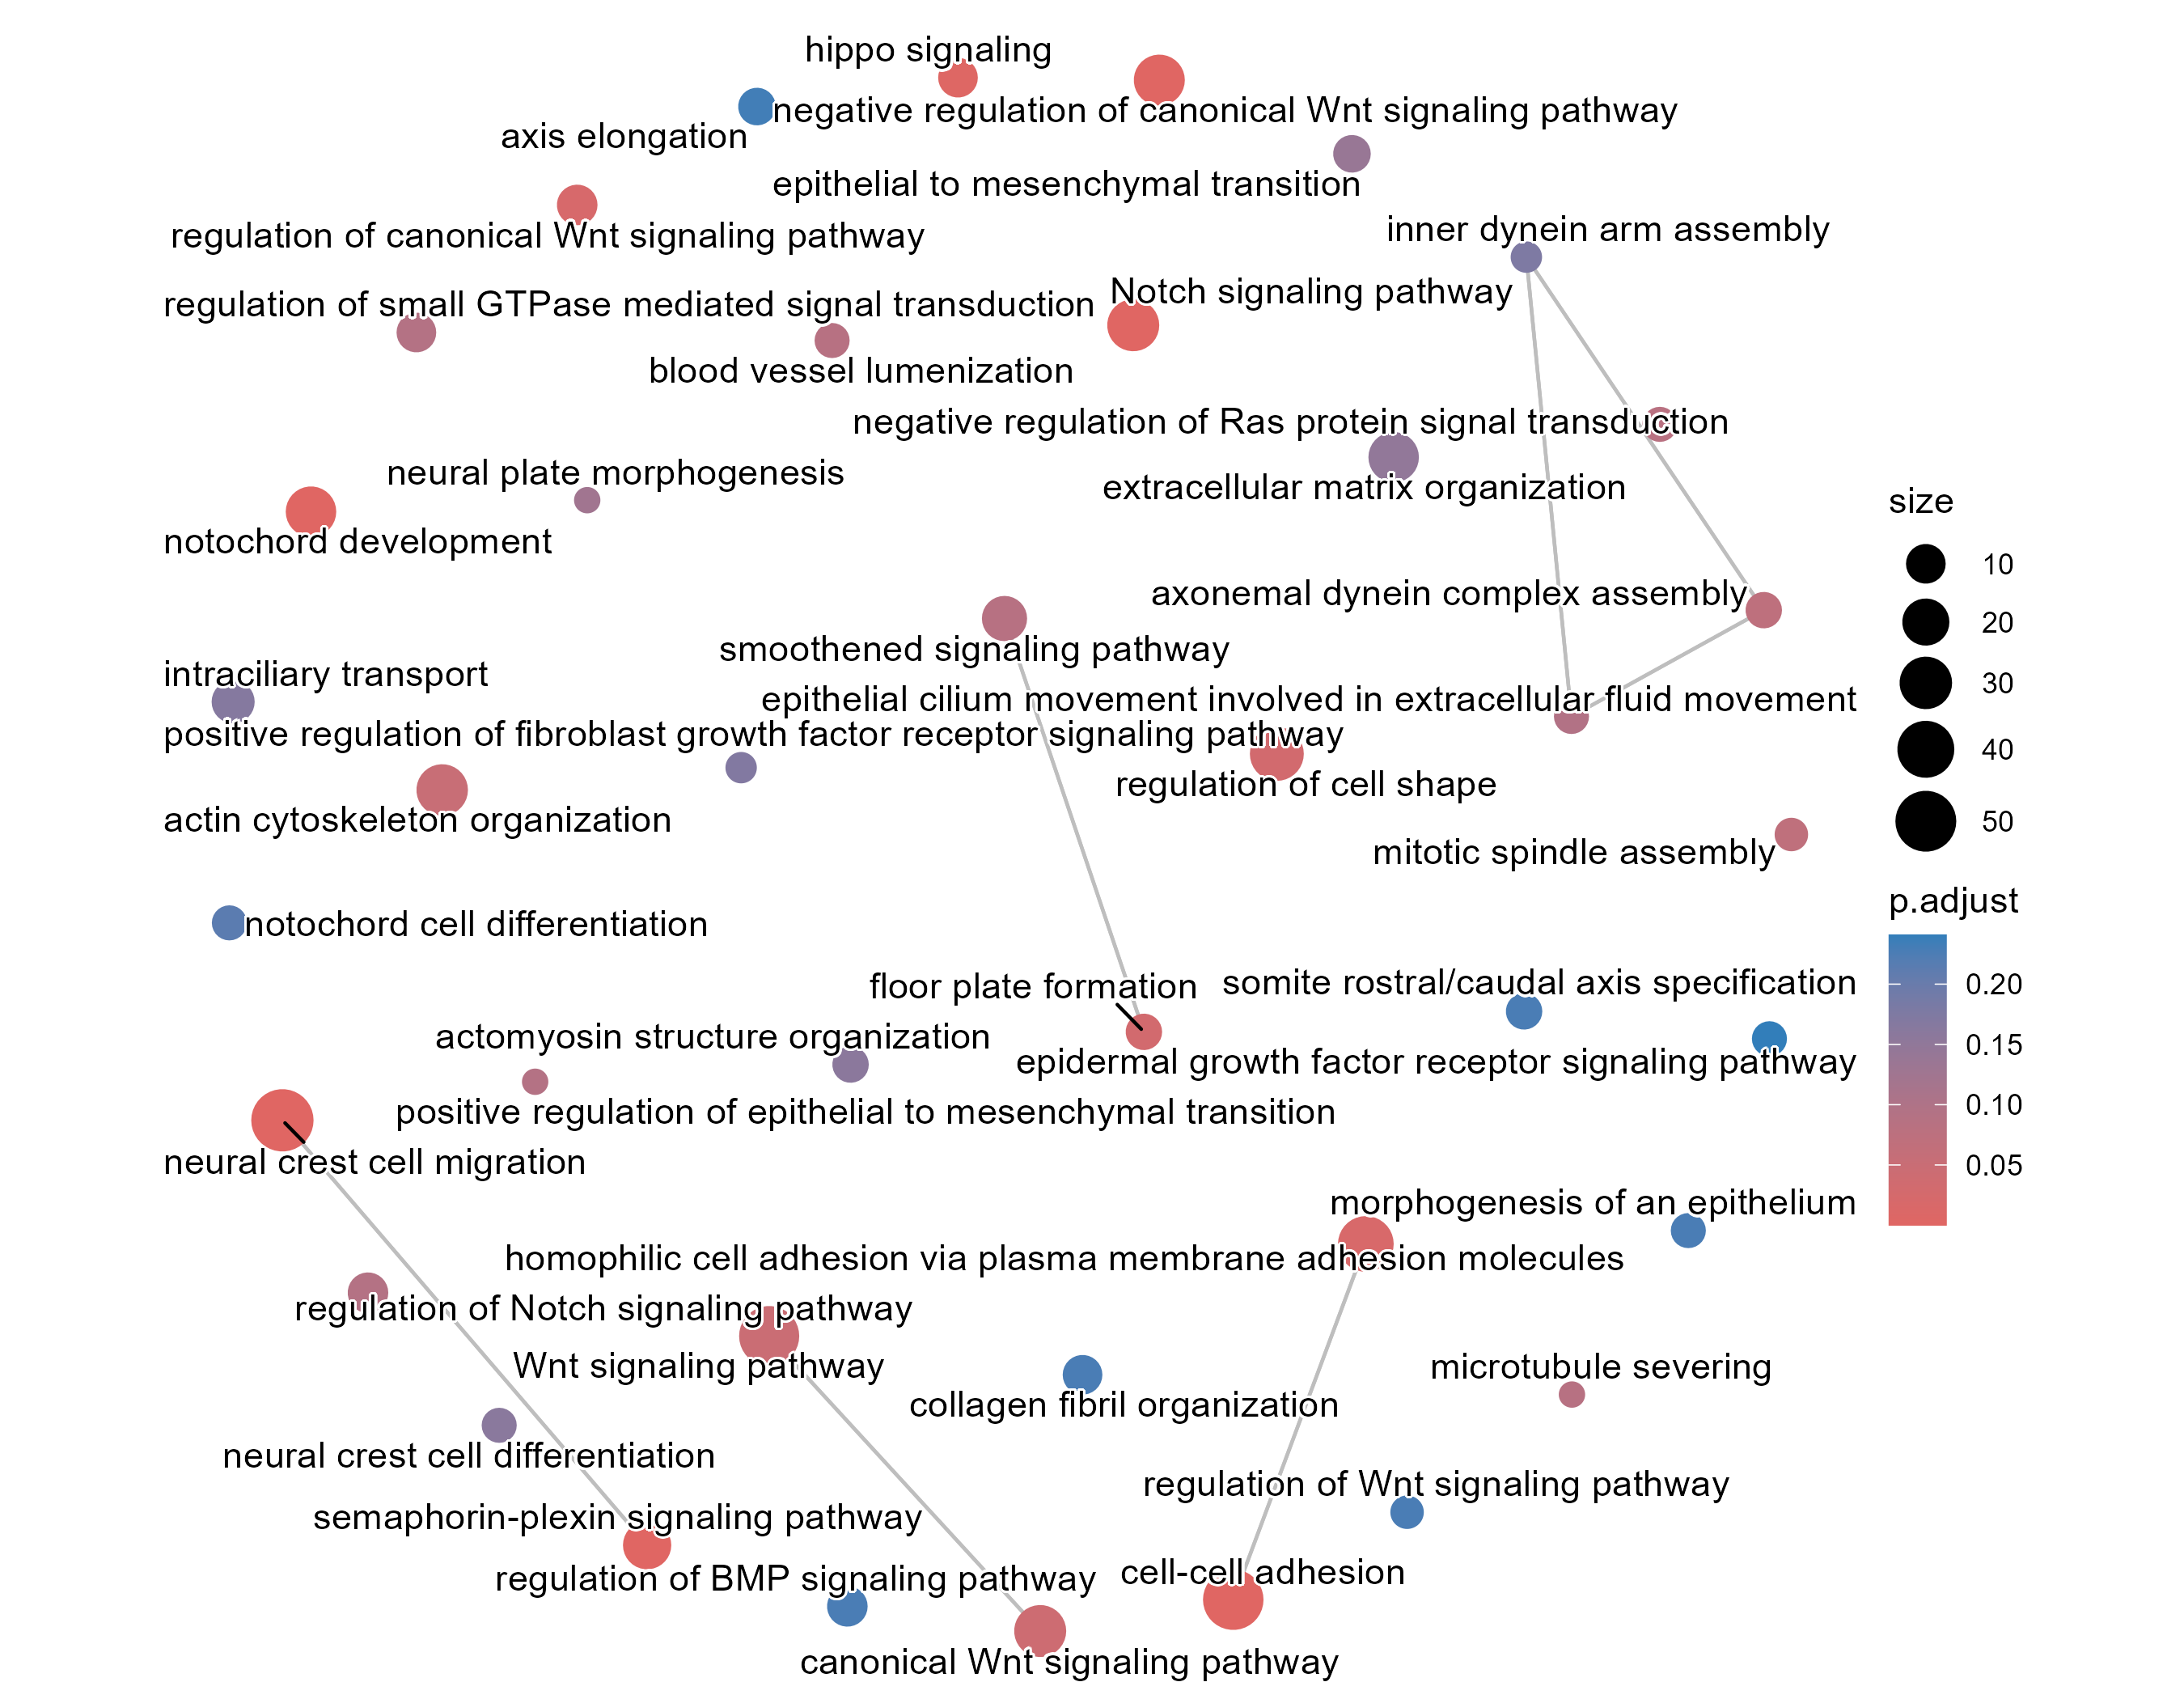 hippo signaling
negative regulation of canonical Wnt signaling pathway
axis elongation
epithelial to mesenchymal transition
inner dynein arm assembly
regulation of canonical Wnt signaling pathway
Notch signaling pathway
regulation of small GTPase mediated signal transduction
blood vessel lumenization
negative regulation of Ras protein signal transduction
neural plate morphogenesis
extracellular matrix organization
notochord development
axonemal dynein complex assembly
smoothened signaling pathway
intraciliary transport
epithelial cilium movement involved in extracellular fluid movement
positive regulation of fibroblast growth factor receptor signaling pathway
regulation of cell shape
actin cytoskeleton organization
mitotic spindle assembly
notochord cell differentiation
floor plate formation
somite rostral/caudal axis specification
actomyosin structure organization
epidermal growth factor receptor signaling pathway
positive regulation of epithelial to mesenchymal transition
neural crest cell migration
morphogenesis of an epithelium
homophilic cell adhesion via plasma membrane adhesion molecules
regulation of Notch signaling pathway
Wnt signaling pathway
microtubule severing
collagen fibril organization
neural crest cell differentiation
regulation of Wnt signaling pathway
semaphorin-plexin signaling pathway
cell-cell adhesion
regulation of BMP signaling pathway
canonical Wnt signaling pathway
size
10
20
30
40
50
p.adjust
0.20
0.15
0.10
0.05